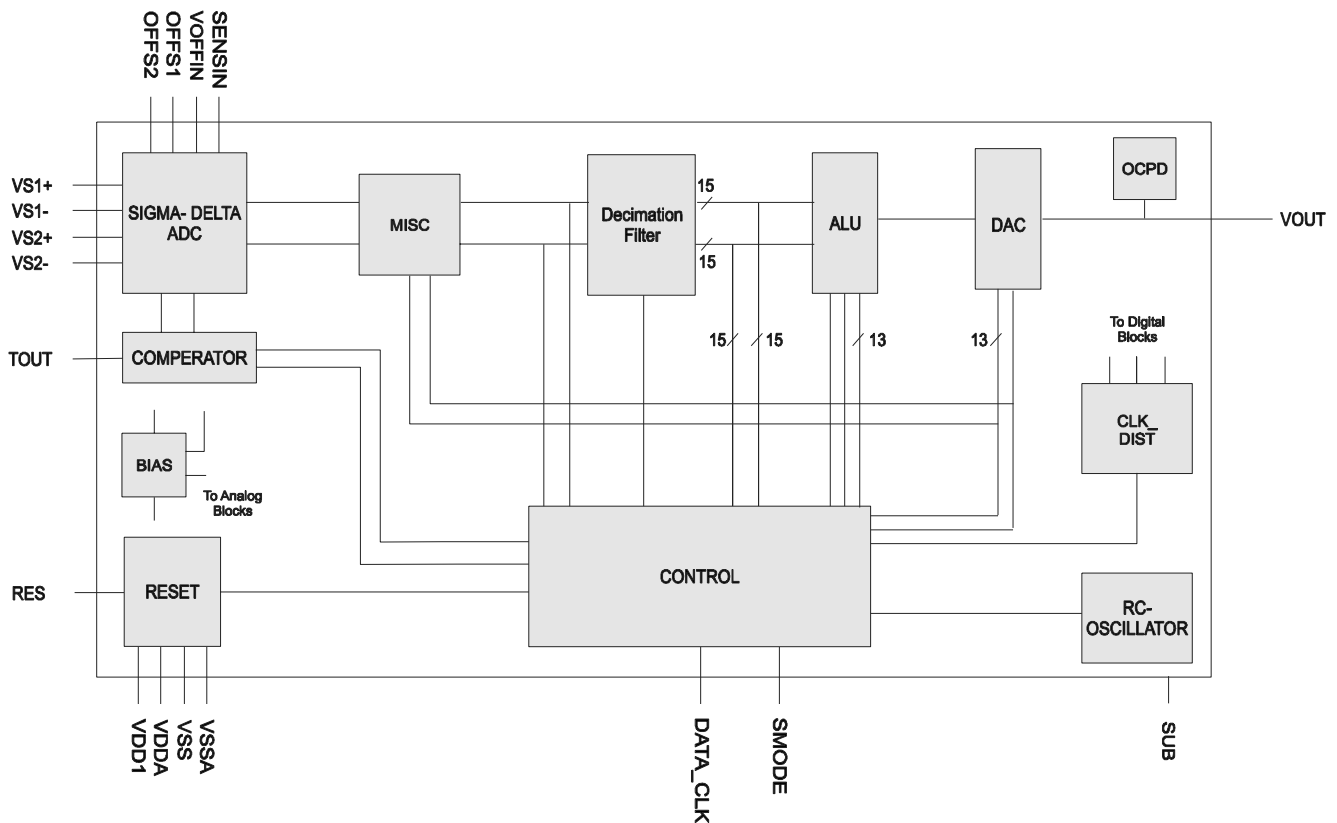 OFFS2
OFFS1
VOFFIN
SENSIN
VS1+
VS1-
VS2+
VS2-
SIGMA- DELTA
ADC
MISC
Decimation
Filter
15
15
ALU
DAC
OCPD
VOUT
TOUT
COMPERATOR
15
15
13
13
To Digital
Blocks
CLK_
DIST
BIAS
To Analog
Blocks
RES
RESET
CONTROL
RC-
OSCILLATOR
VDD1
VDDA
VSS
VSSA
DATA_CLK
SMODE
SUB